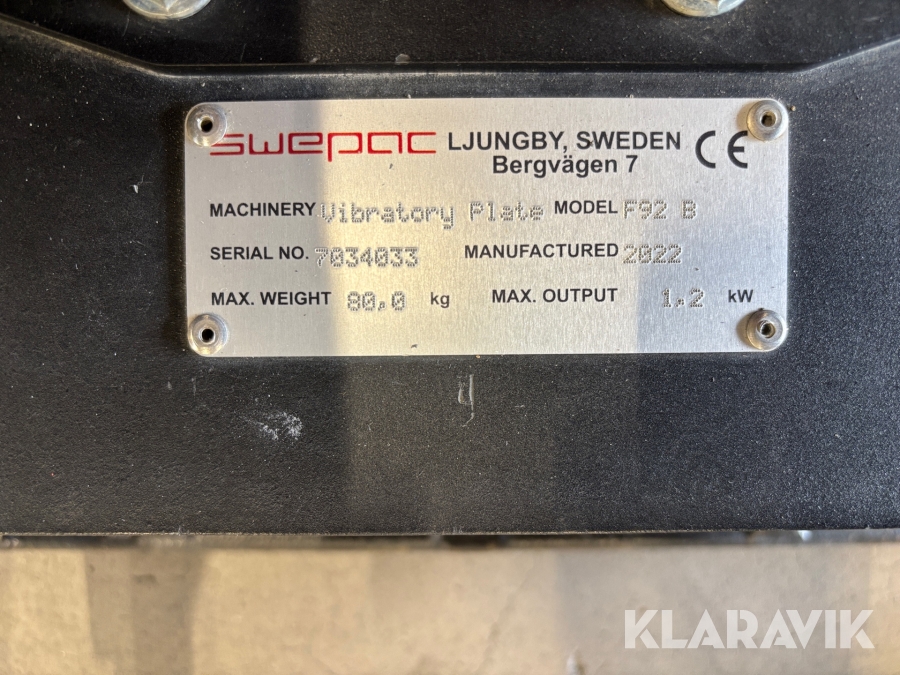 swepac LJUNGBY, SWEDEN CE
Bergvägen 7
MACHINERY Vibratory Plate MODEL F92 B
SERIAL NO. 7034033 MANUFACTURED 2022
MAX. WEIGHT 80,0 kg MAX. OUTPUT 1,2 kW
KLARAVIK